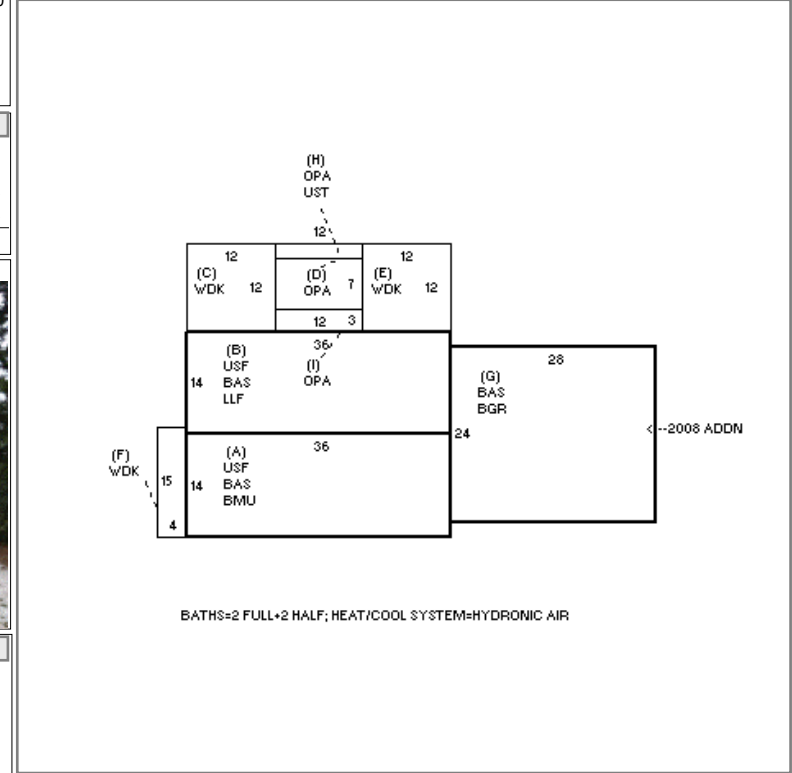 (H)
OPA
UST
12
12
(C)
WDK 12
(D)
OPA 7
12
(E)
WDK 12
12 3
36
(B)
USF
14 BAS
LLF
(I)
OPA
28
(G)
BAS
BGR
24
<--2008 ADDN
36
(A)
USF
14 BAS
BMU
(F)
WDK
15
4
BATHS=2 FULL+2 HALF; HEAT/COOL SYSTEM=HYDRONIC AIR